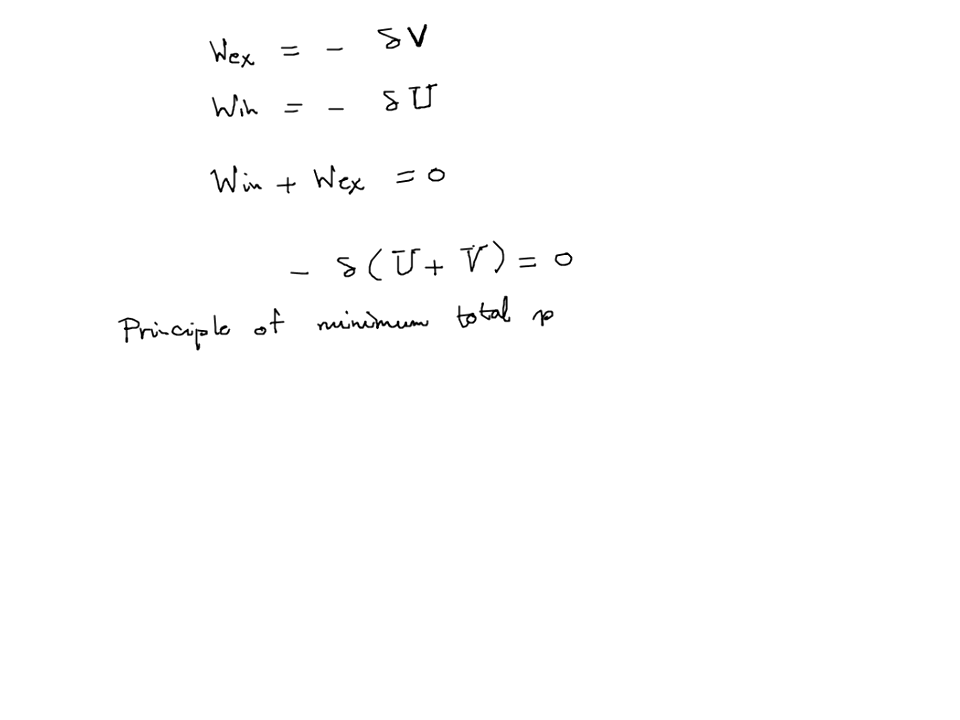 Wex = - δV
Win = - δU
Win + Wex = 0
- δ(U + V) = 0
Principle of minimum total p